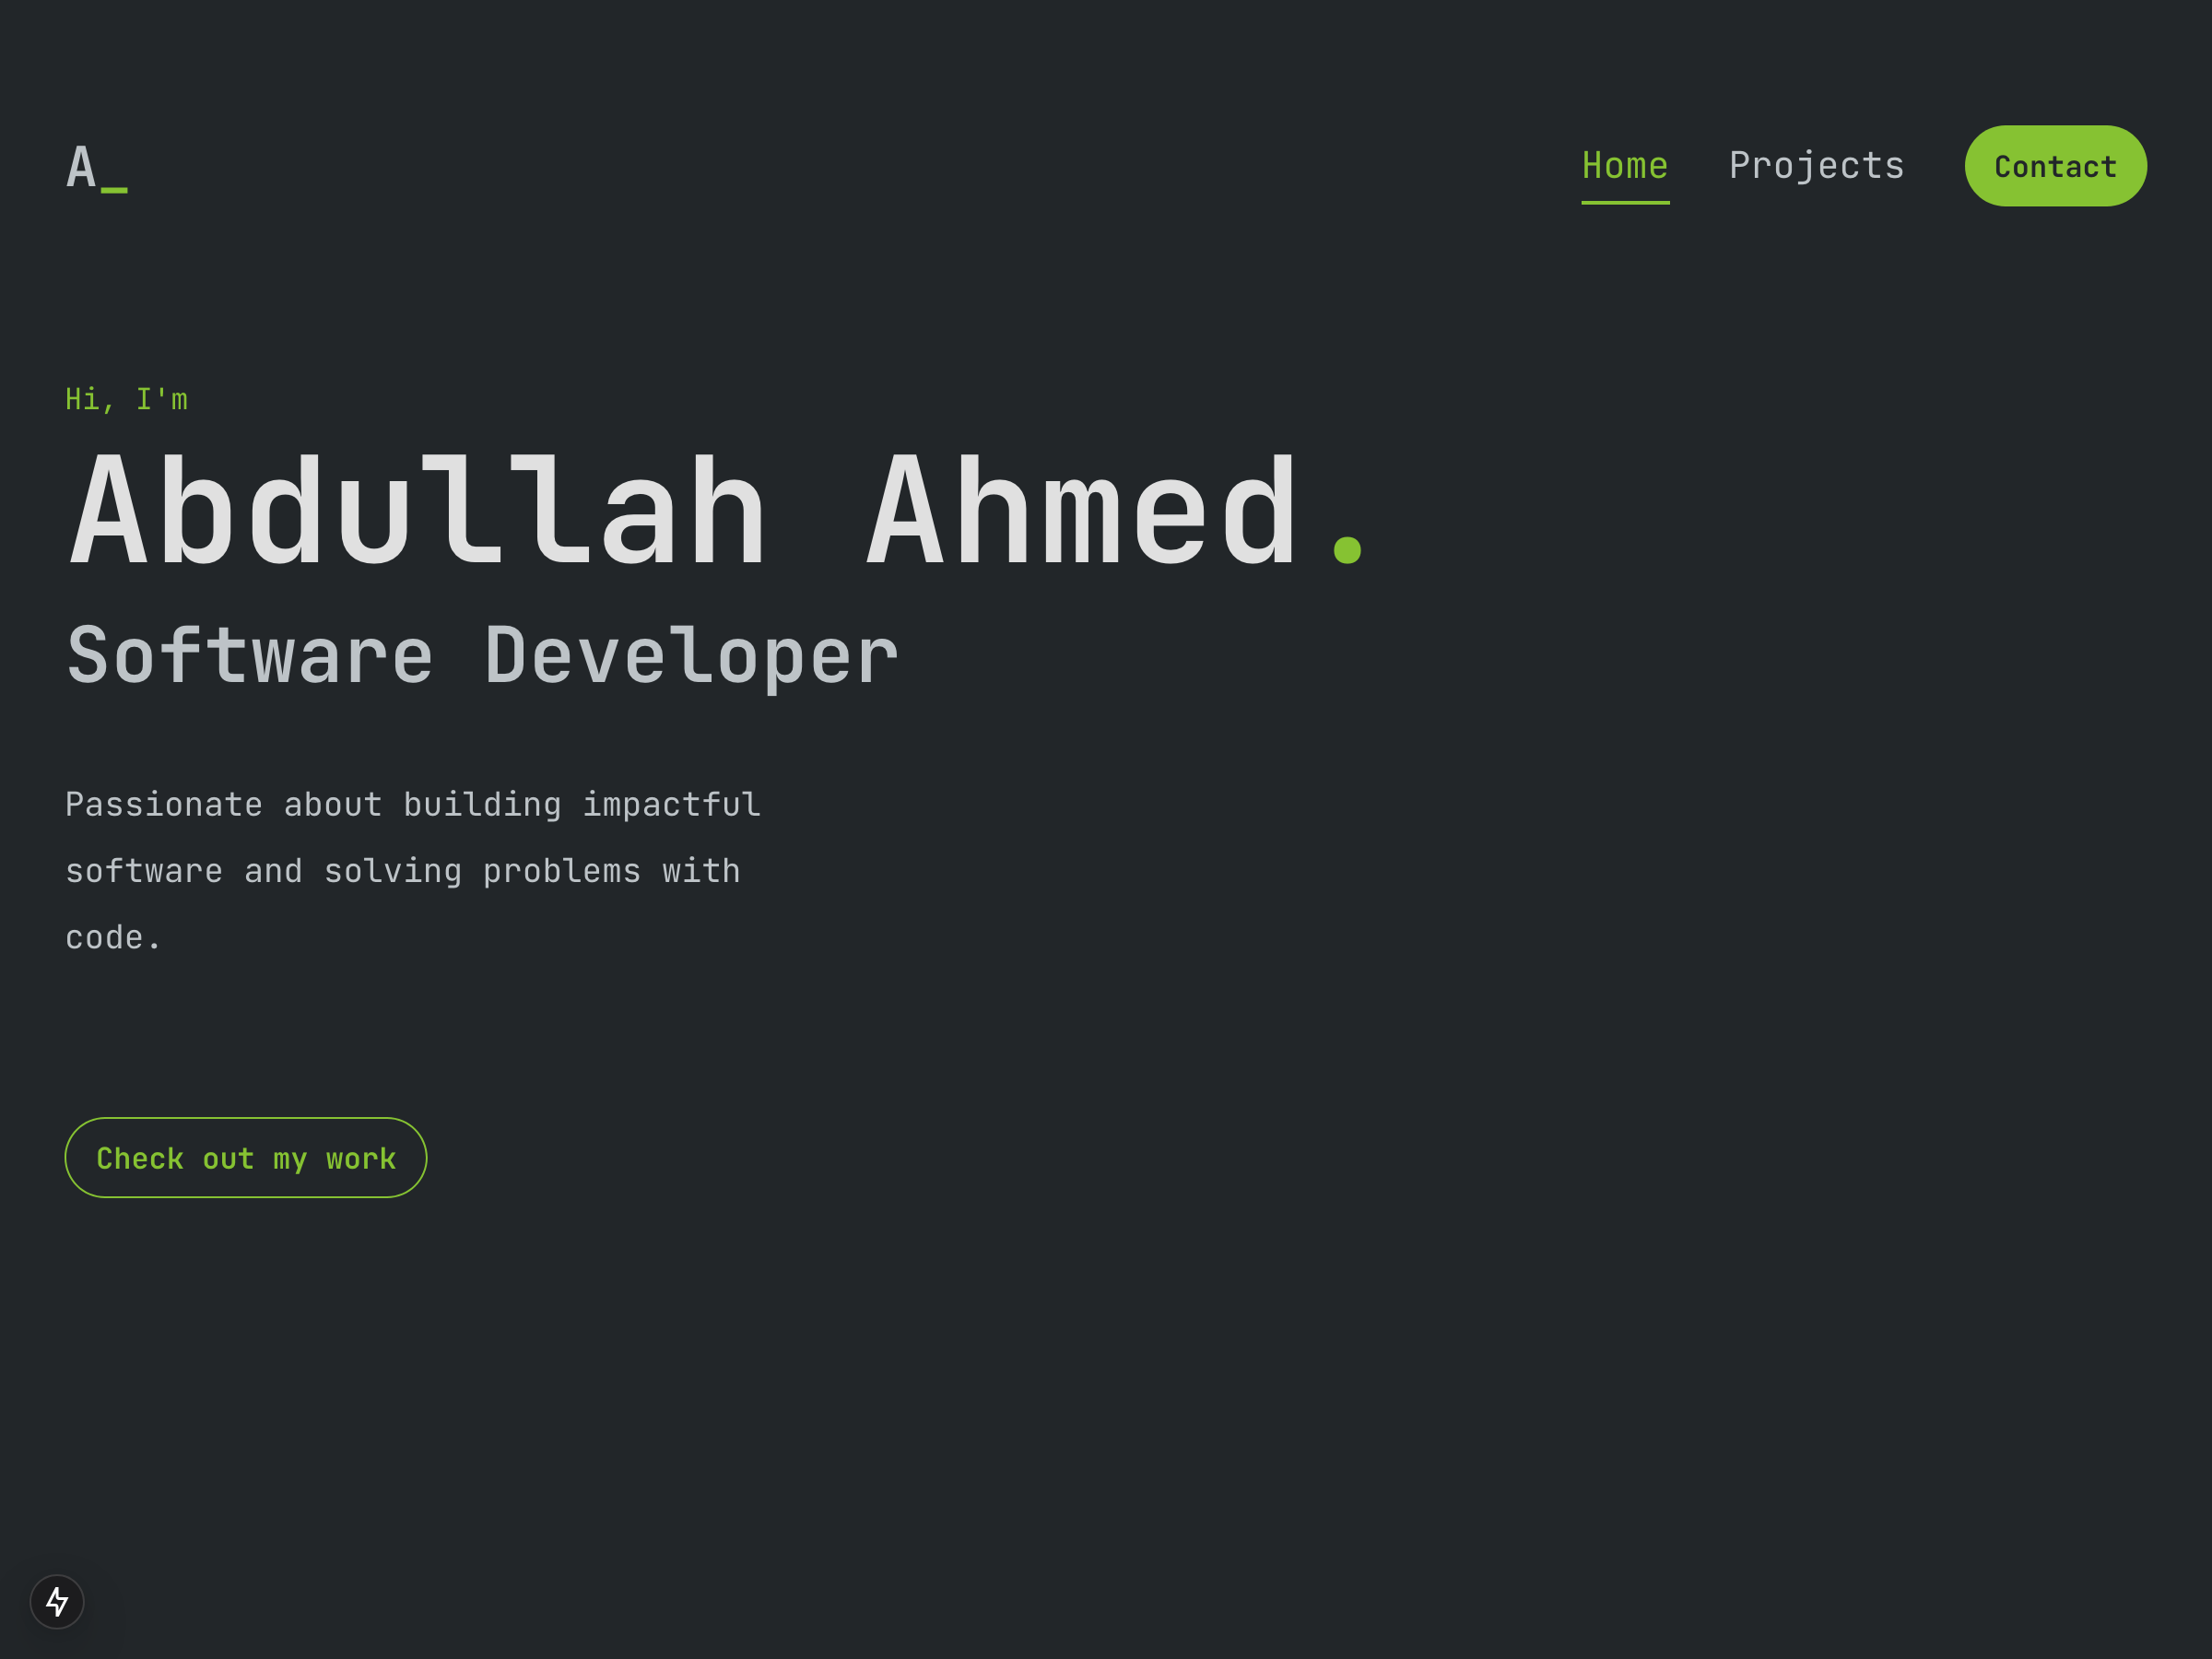 A_
Home Projects Contact
Hi, I'm
Abdullah Ahmed.
Software Developer
Passionate about building impactful
software and solving problems with
code.
Check out my work